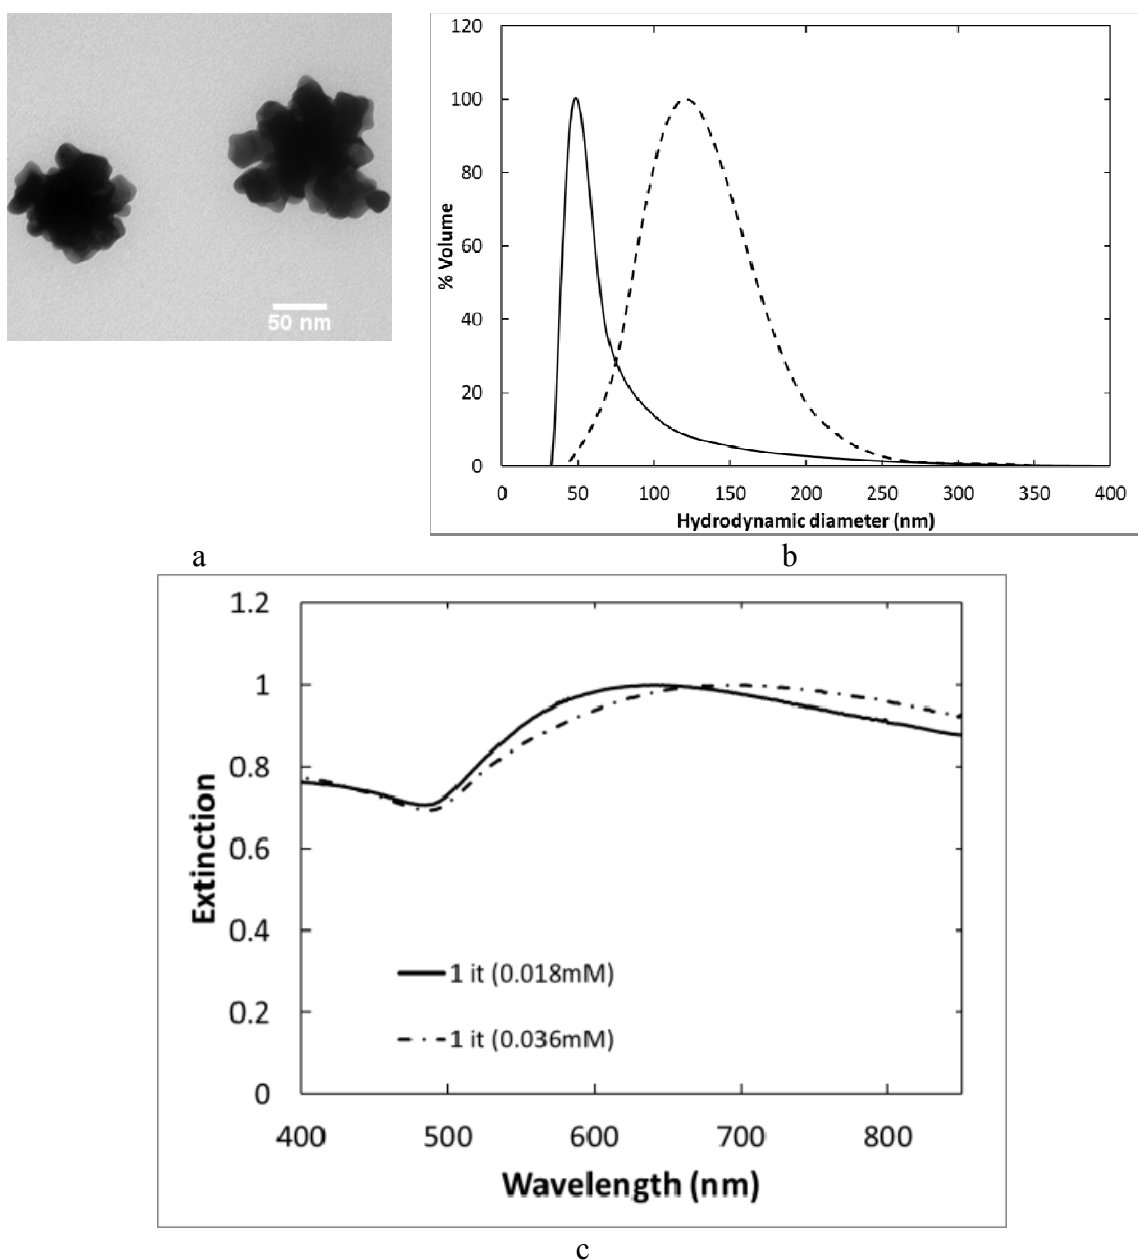 50 nm
120
100
80
60
40
20
0
% Volume
0 50 100 150 200 250 300 350 400
Hydrodynamic diameter (nm)
a b
1.2
1
0.8
0.6
0.4
0.2
0
Extinction
1 it (0.018mM)
1 it (0.036mM)
400 500 600 700 800
Wavelength (nm)
c